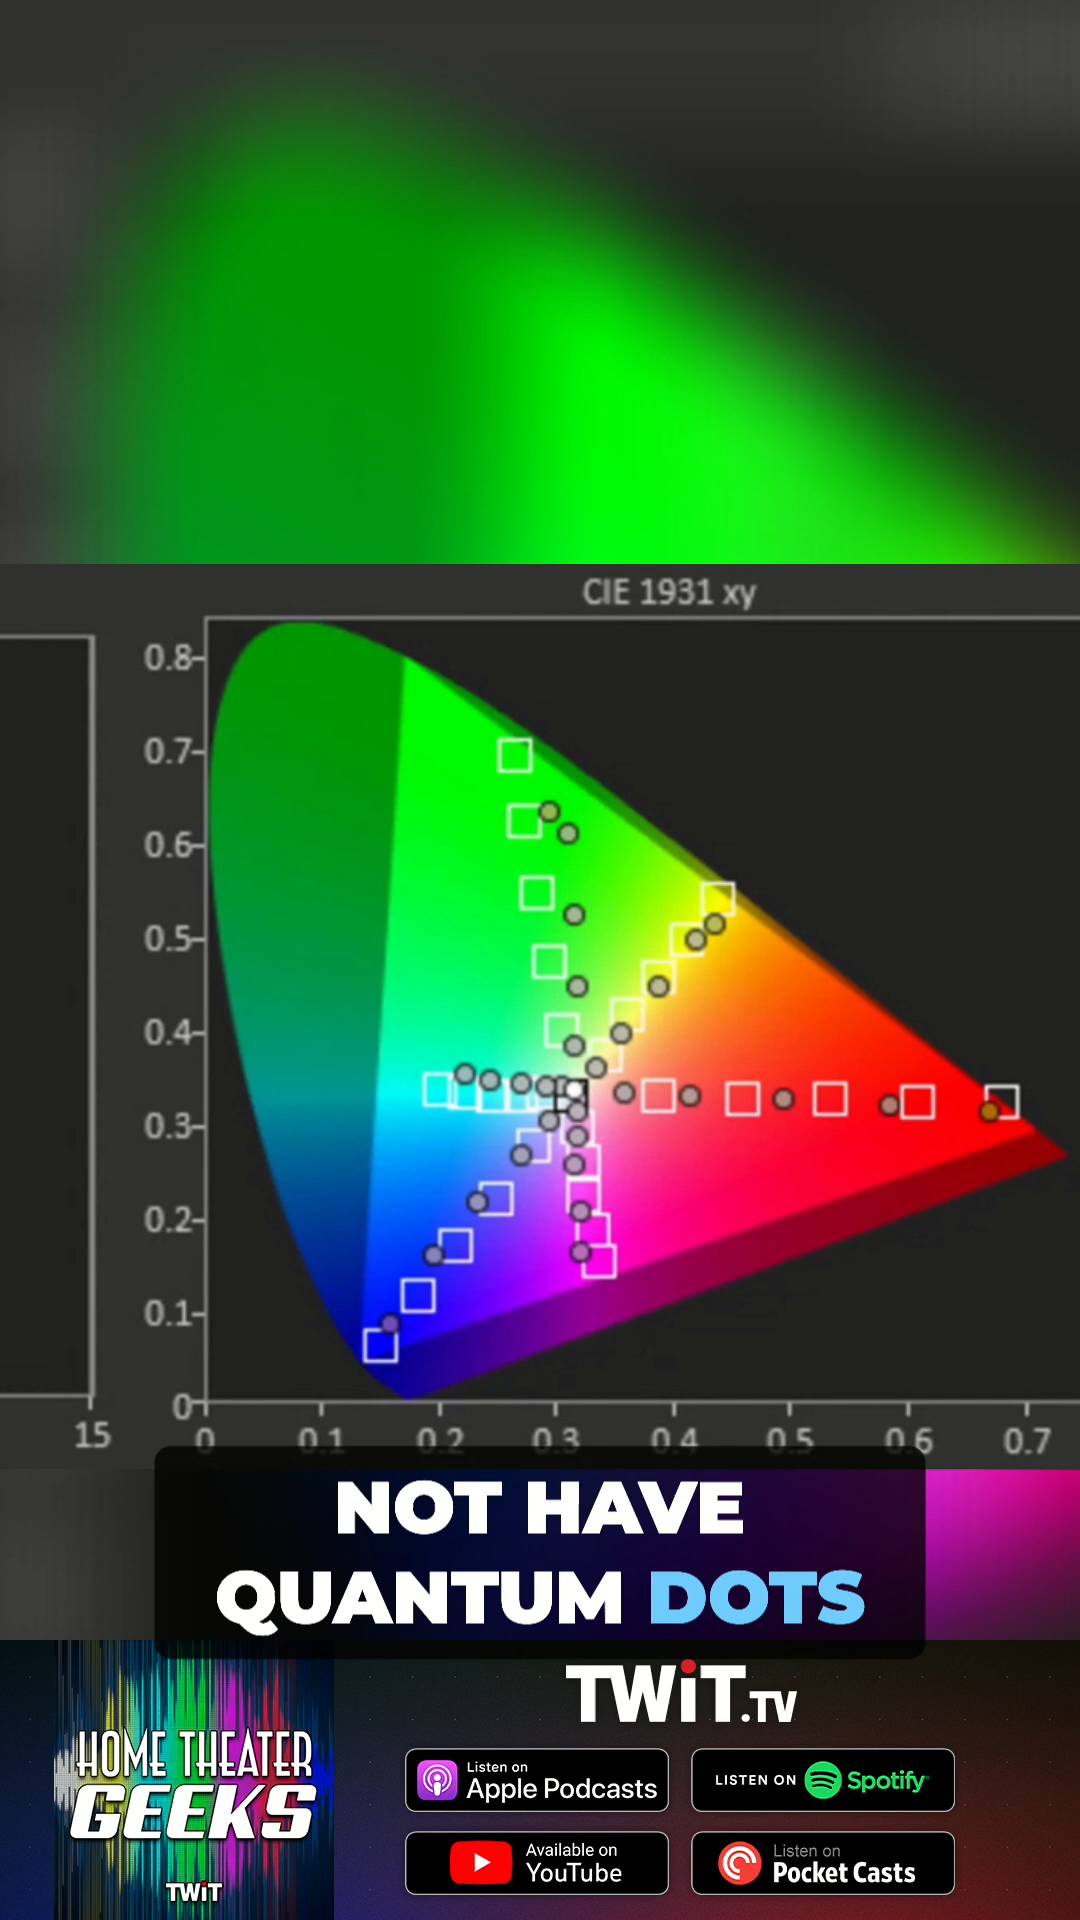 CIE 1931 xy
0.8
0.7
0.6
0.5
0.4
0.3
0.2
0.1
0
15
0 0.1 0.2 0.3 0.4 0.5 0.6 0.7
NOT HAVE
QUANTUM DOTS
TWiT.TV
HOME THEATER
GEEKS
TWiT
Listen on
Apple Podcasts
LISTEN ON Spotify
Available on
YouTube
Listen on
Pocket Casts